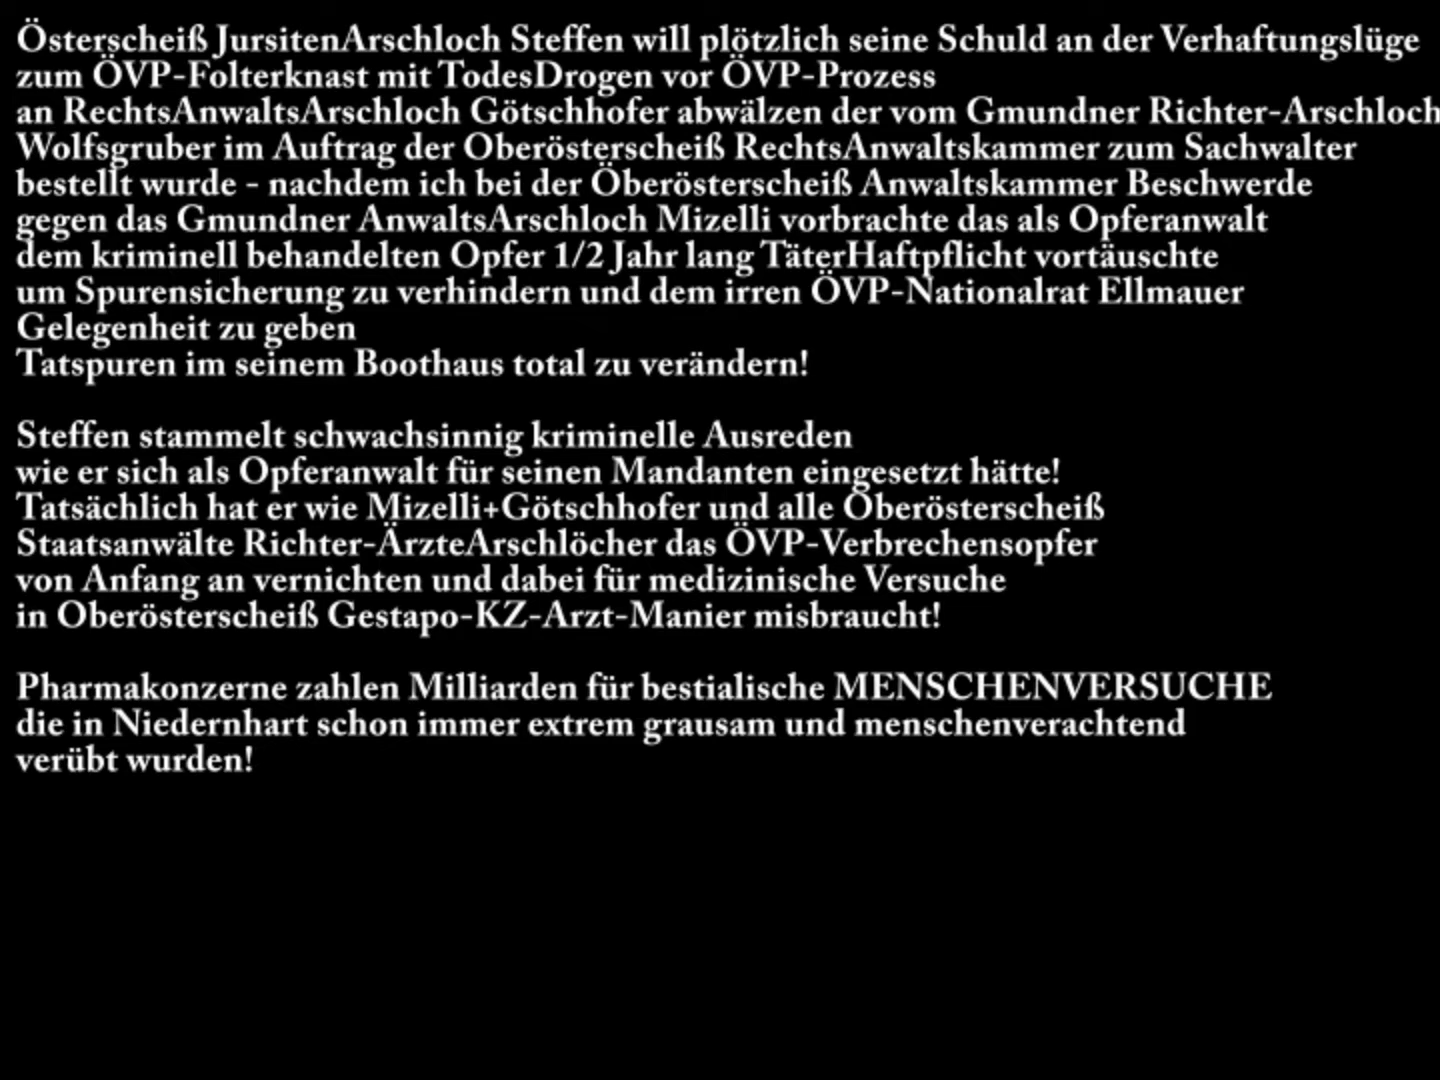 Österscheiß JursitenArschloch Steffen will plötzlich seine Schuld an der Verhaftungslüge
zum ÖVP-Folterknast mit TodesDrogen vor ÖVP-Prozess
an RechtsAnwaltsArschloch Götschhofer abwälzen der vom Gmundner Richter-Arschloch
Wolfsgruber im Auftrag der Oberösterscheiß RechtsAnwaltskammer zum Sachwalter
bestellt wurde - nachdem ich bei der Oberösterscheiß Anwaltskammer Beschwerde
gegen das Gmundner AnwaltsArschloch Mizelli vorbrachte das als Opferanwalt
dem kriminell behandelten Opfer 1/2 Jahr lang TäterHaftpflicht vortäuschte
um Spurensicherung zu verhindern und dem irren ÖVP-Nationalrat Ellmauer
Gelegenheit zu geben
Tatspuren im seinem Boothaus total zu verändern!
Steffen stammelt schwachsinnig kriminelle Ausreden
wie er sich als Opferanwalt für seinen Mandanten eingesetzt hätte!
Tatsächlich hat er wie Mizelli+Götschhofer und alle Oberösterscheiß
Staatsanwälte Richter-ÄrzteArschlöcher das ÖVP-Verbrechensopfer
von Anfang an vernichten und dabei für medizinische Versuche
in Oberösterscheiß Gestapo-KZ-Arzt-Manier misbraucht!
Pharmakonzerne zahlen Milliarden für bestialische MENSCHENVERSUCHE
die in Niedernhart schon immer extrem grausam und menschenverachtend
verübt wurden!